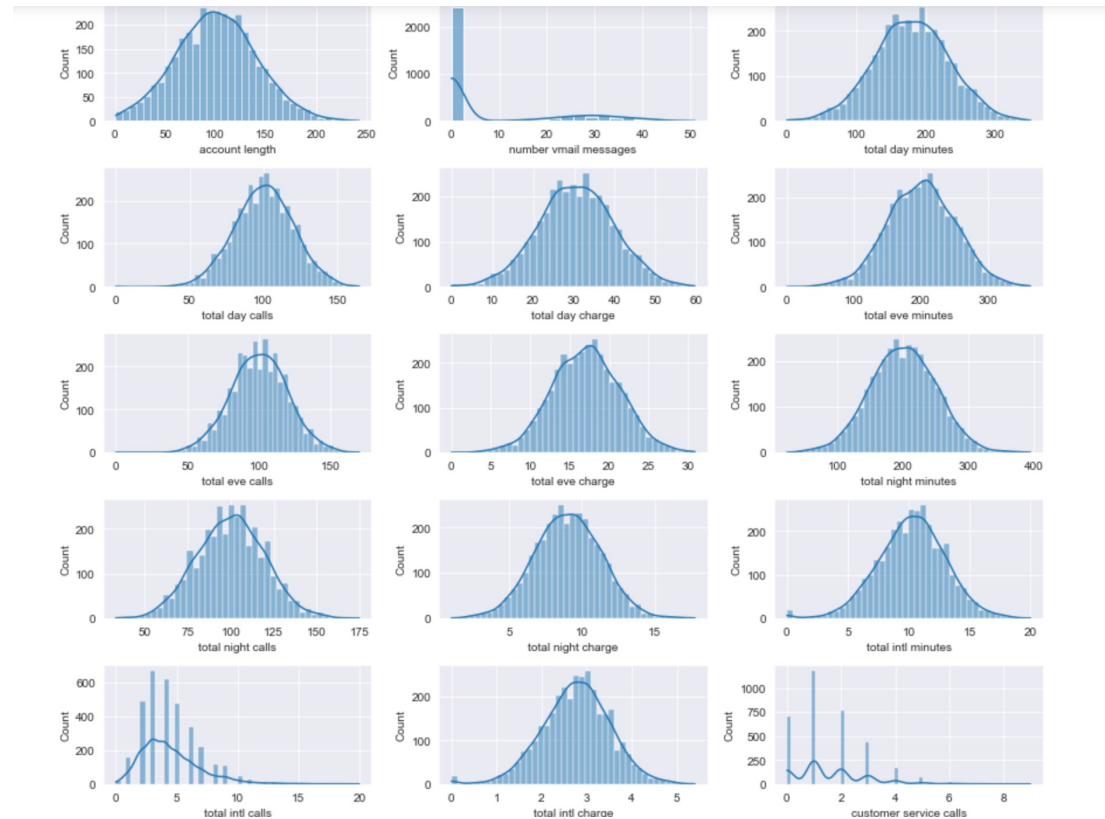 200
150
100
50
0
Count
0 50 100 150 200 250
account length
2000
1000
0
Count
0 10 20 30 40 50
number vmail messages
200
100
0
Count
0 100 200 300
total day minutes
200
100
0
Count
0 50 100 150
total day calls
200
100
0
Count
0 10 20 30 40 50 60
total day charge
200
100
0
Count
0 100 200 300
total eve minutes
200
100
0
Count
0 50 100 150
total eve calls
200
100
0
Count
0 5 10 15 20 25 30
total eve charge
200
100
0
Count
100 200 300 400
total night minutes
200
100
0
Count
50 75 100 125 150 175
total night calls
200
100
0
Count
5 10 15
total night charge
200
100
0
Count
0 5 10 15 20
total intl minutes
600
400
200
0
Count
0 5 10 15 20
total intl calls
200
100
0
Count
0 1 2 3 4 5
total intl charge
1000
750
500
250
0
Count
0 2 4 6 8
customer service calls